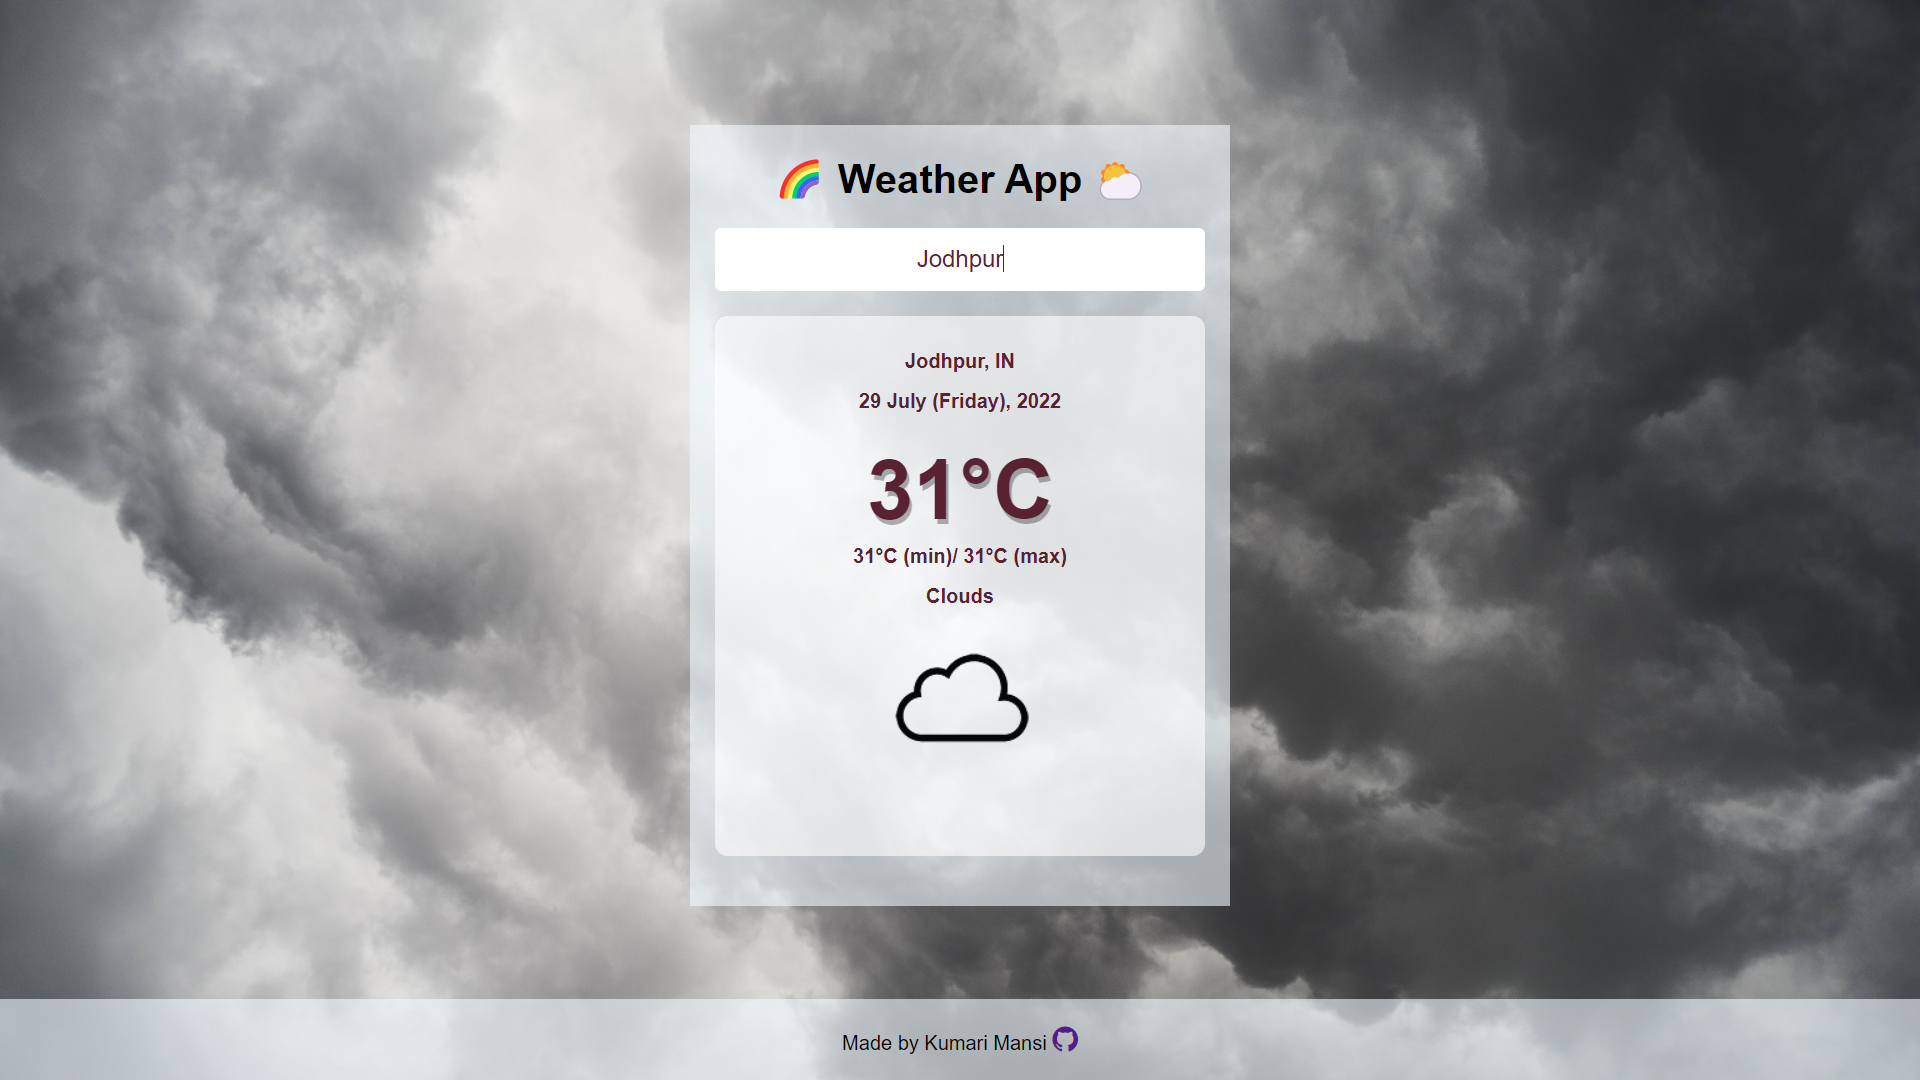 Weather App
Jodhpur
Jodhpur, IN
29 July (Friday), 2022
31°C
31°C (min)/ 31°C (max)
Clouds
Made by Kumari Mansi